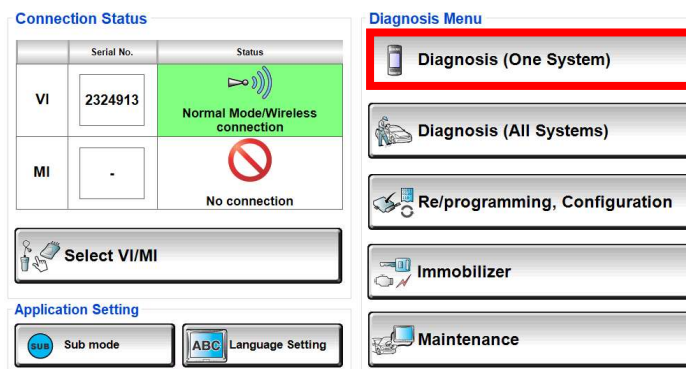 Connection Status
Serial No.
Status
VI
2324913
Normal Mode/Wireless
connection
MI
-
No connection
Select VI/MI
Application Setting
SUB
Sub mode
ABC
Language Setting
Diagnosis Menu
Diagnosis (One System)
Diagnosis (All Systems)
Re/programming, Configuration
Immobilizer
Maintenance